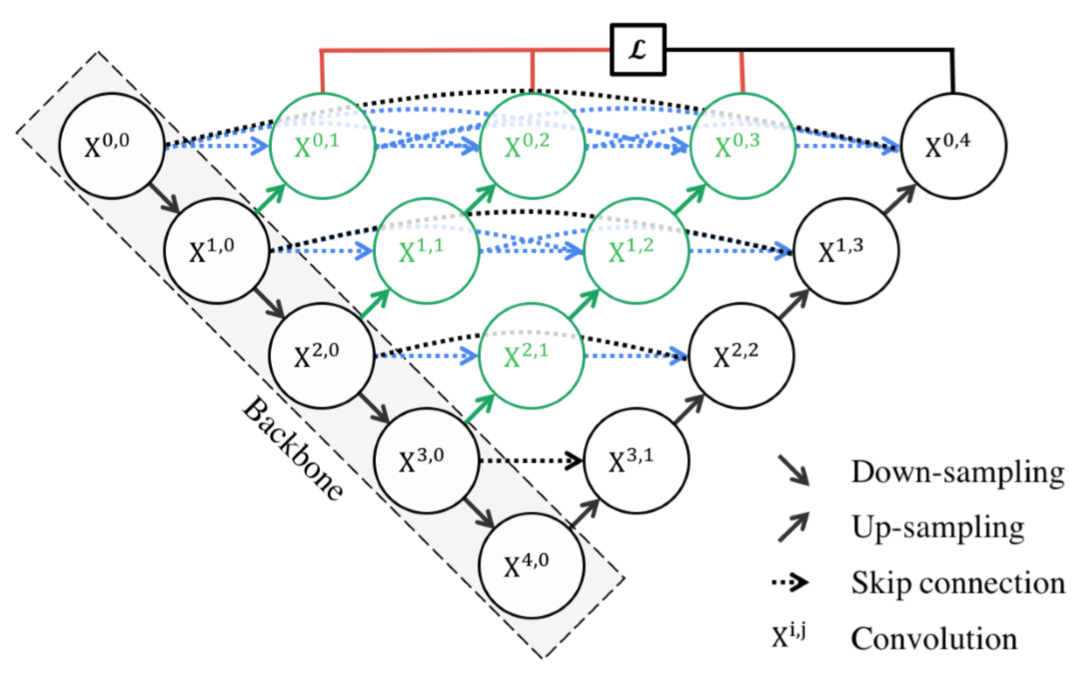 ℒ
X^0,0
X^0,1
X^0,2
X^0,3
X^0,4
X^1,0
X^1,1
X^1,2
X^1,3
X^2,0
X^2,1
X^2,2
X^3,0
X^3,1
X^4,0
Backbone
Down-sampling
Up-sampling
Skip connection
X^i,j Convolution